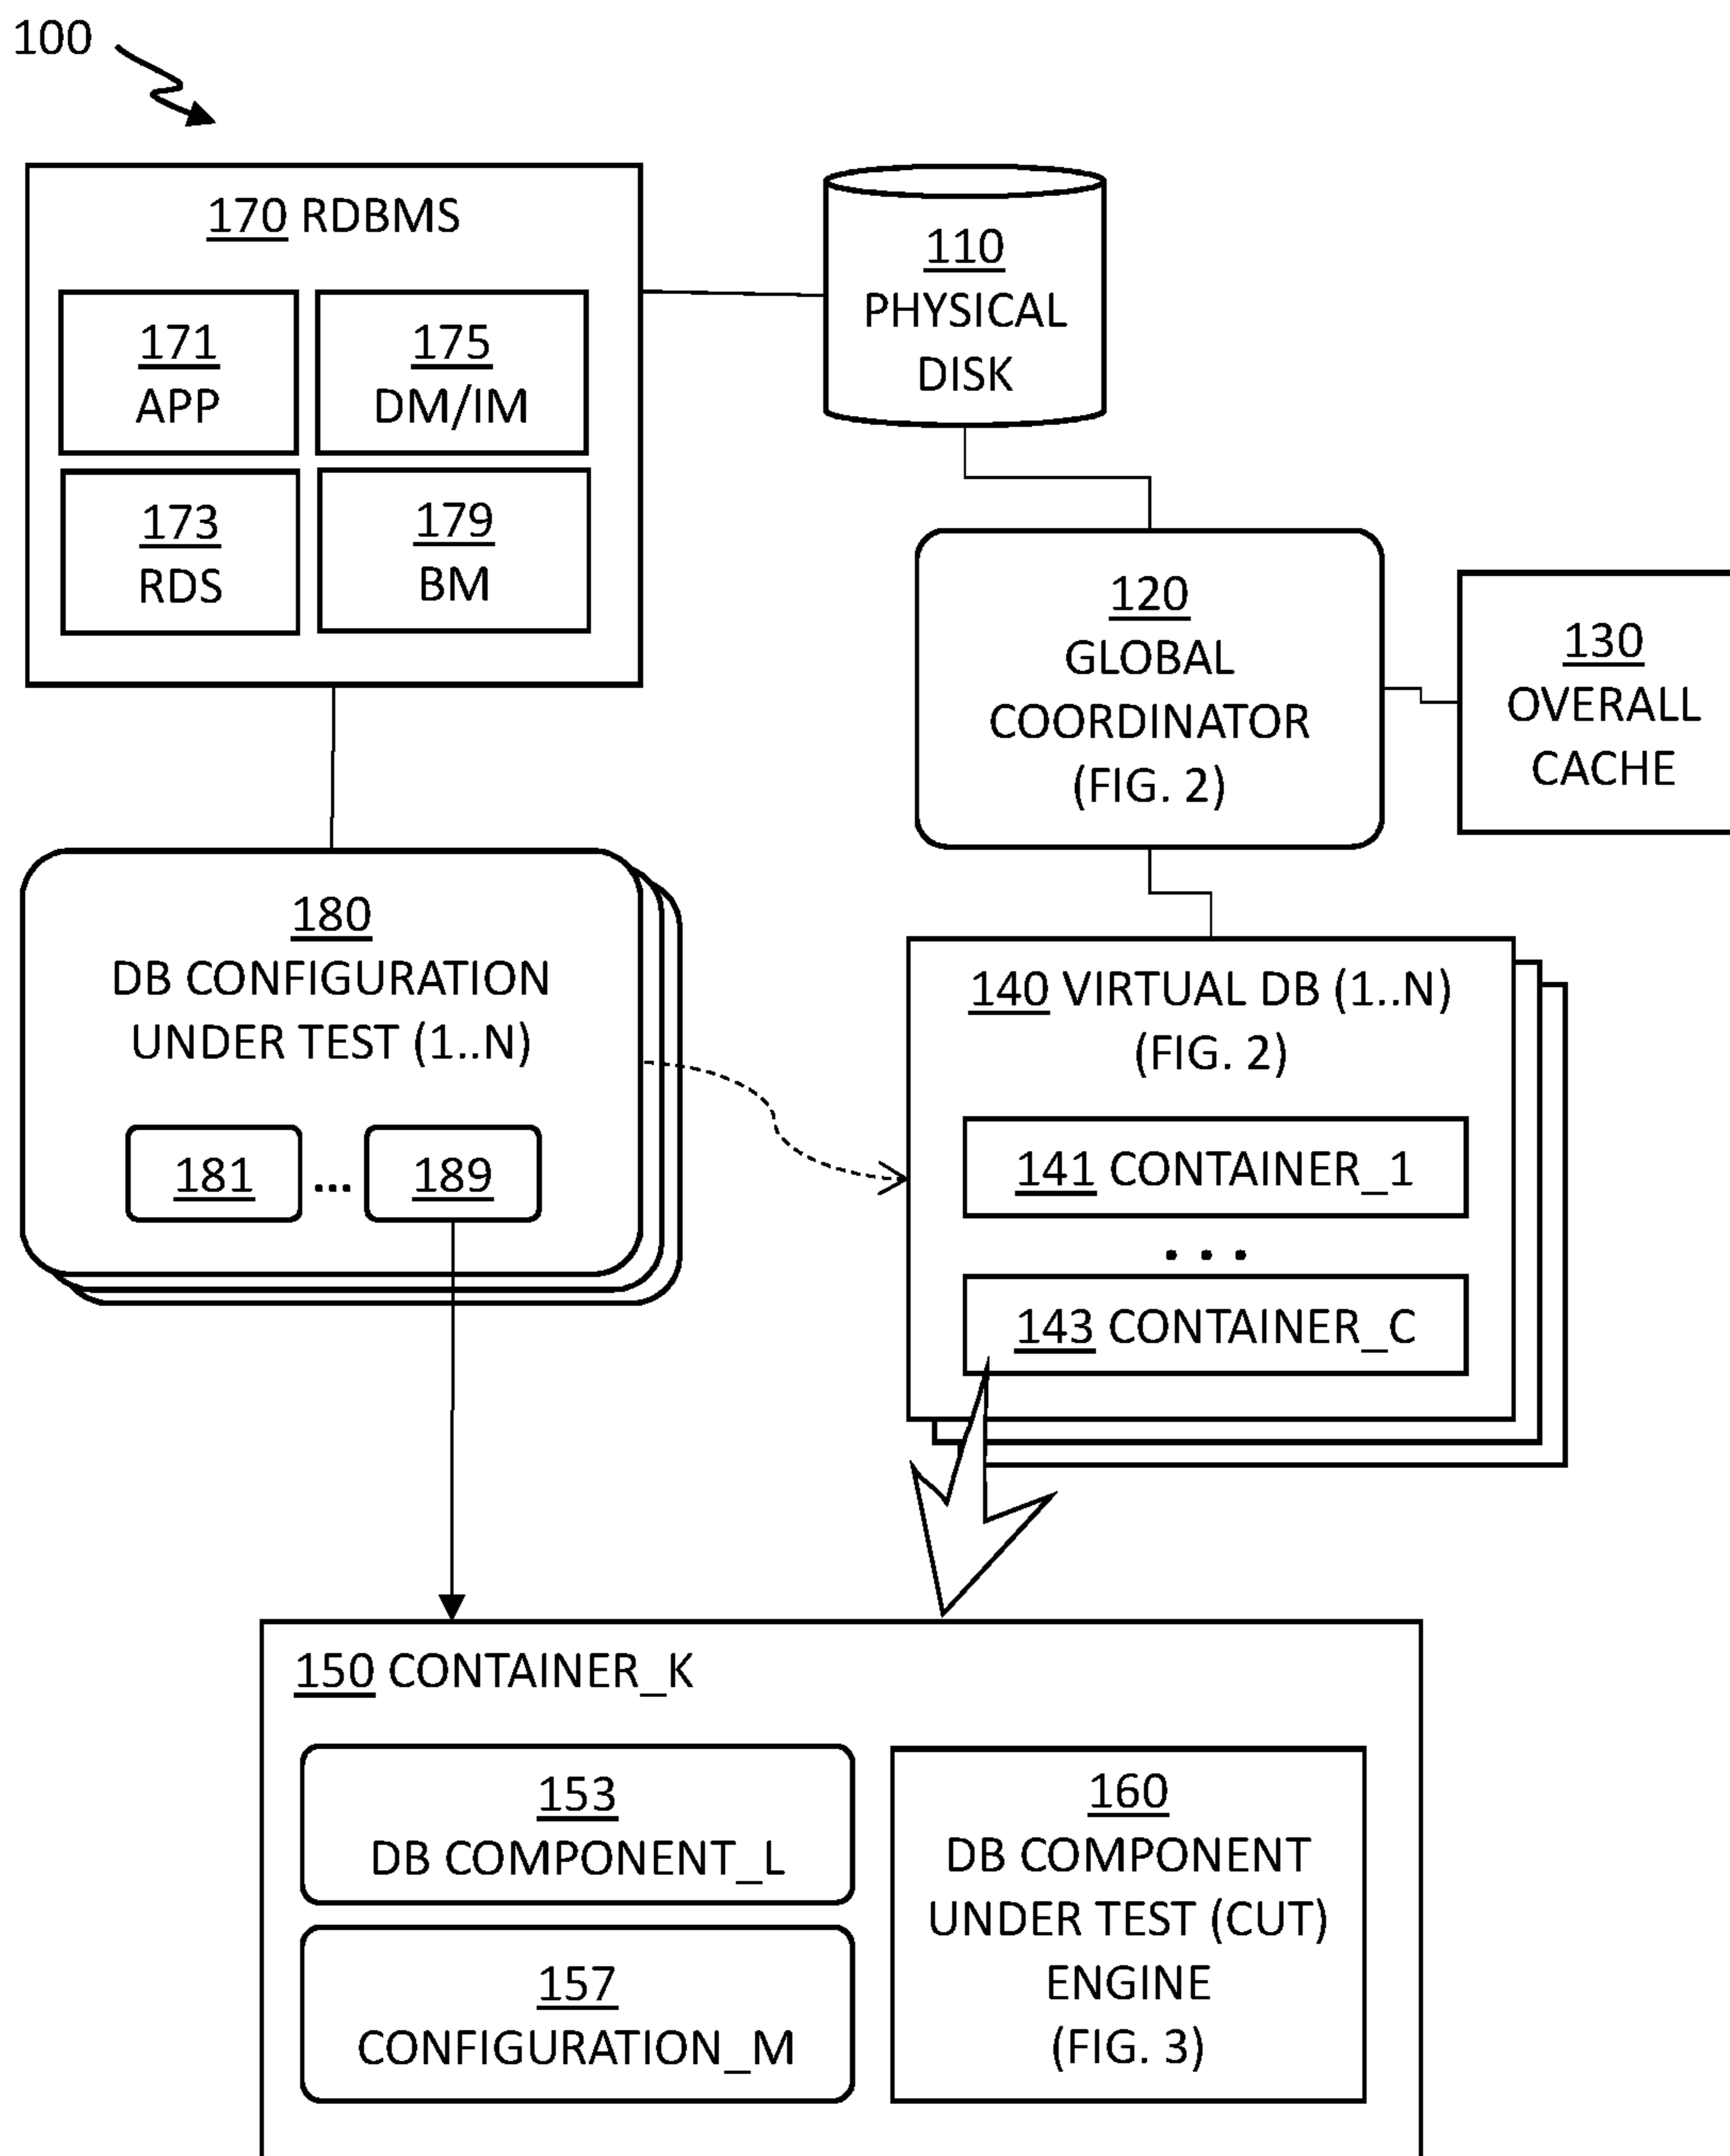 100
170 RDBMS
171
APP
175
DM/IM
173
RDS
179
BM
110
PHYSICAL
DISK
120
GLOBAL
COORDINATOR
(FIG. 2)
130
OVERALL
CACHE
180
DB CONFIGURATION
UNDER TEST (1..N)
181 ... 189
140 VIRTUAL DB (1..N)
(FIG. 2)
141 CONTAINER_1
. . .
143 CONTAINER_C
150 CONTAINER_K
153
DB COMPONENT_L
157
CONFIGURATION_M
160
DB COMPONENT
UNDER TEST (CUT)
ENGINE
(FIG. 3)